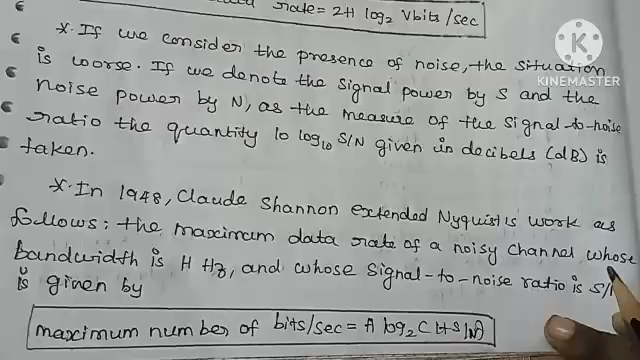 rate = 2H log2 V bits/sec
*. If we consider the presence of noise, the situation
is worse. If we denote the signal power by S and the
noise power by N, as the measure of the signal-to-noise
ratio the quantity 10 log10 S/N given in decibels (dB) is
taken.
*. In 1948, Claude Shannon extended Nyquist's work as
follows: the maximum data rate of a noisy channel whose
bandwidth is H Hz, and whose signal-to-noise ratio is S/N
is given by
maximum number of bits/sec = H log2 (1+S/N)
KINEMASTER